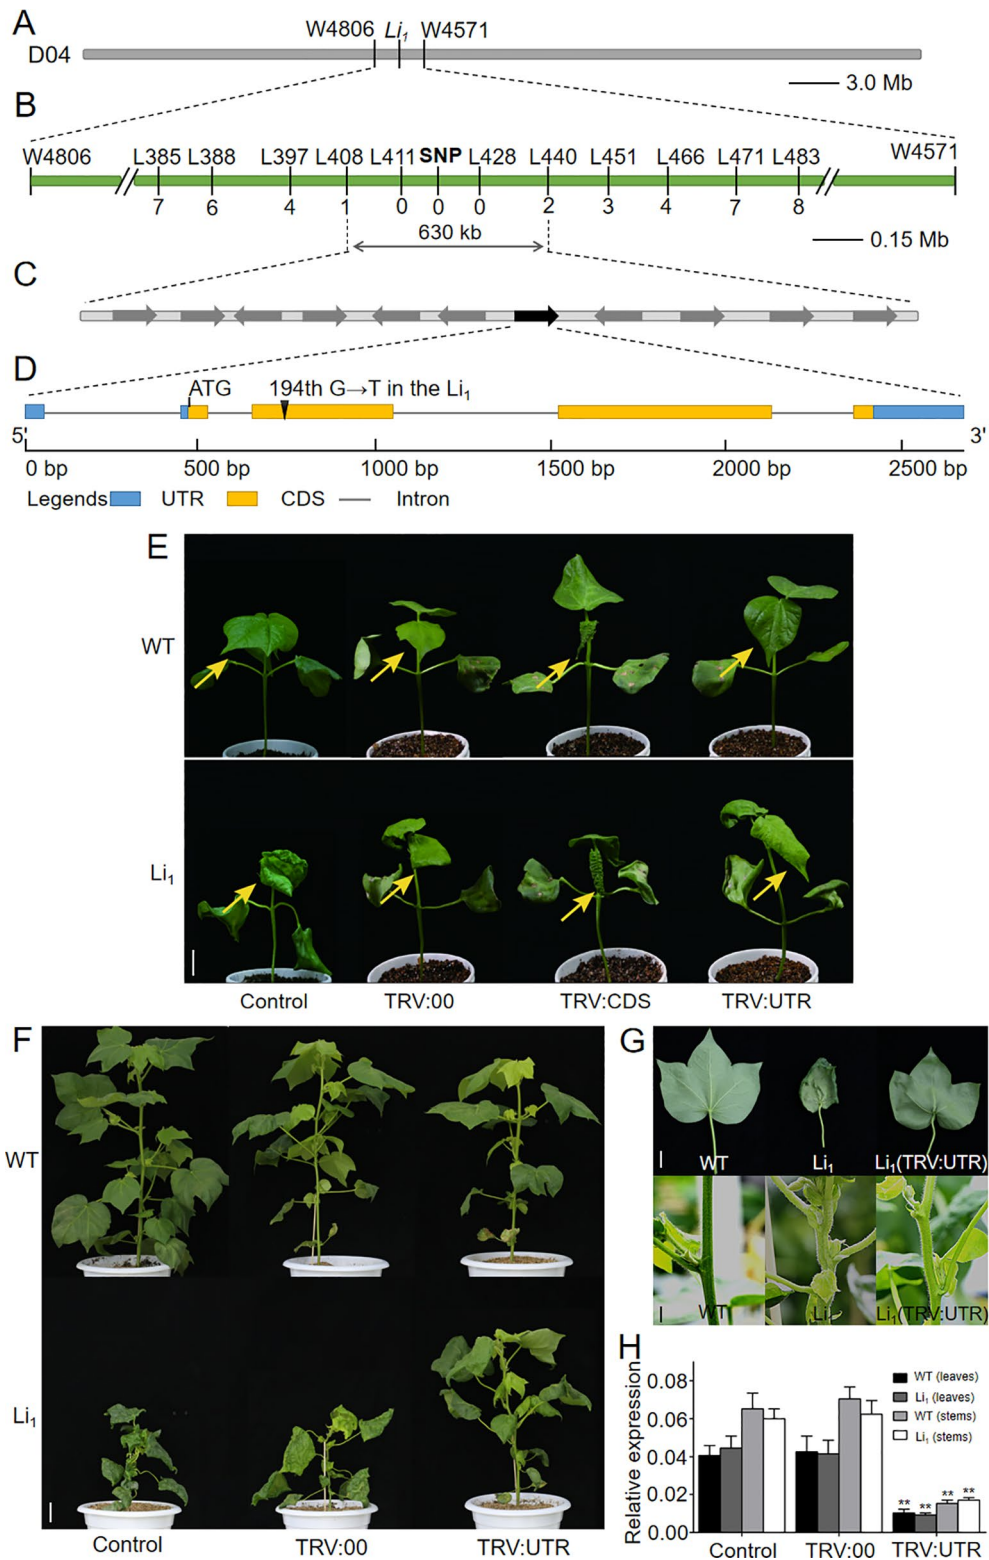 A
W4806 Li₁ W4571
D04
3.0 Mb
B
W4806 L385 L388 L397 L408 L411 SNP L428 L440 L451 L466 L471 L483 W4571
7 6 4 1 0 0 0 2 3 4 7 8
630 kb
0.15 Mb
C
D
ATG 194th G→T in the Li₁
5' 3'
0 bp 500 bp 1000 bp 1500 bp 2000 bp 2500 bp
Legends UTR CDS Intron
E
WT
Li₁
Control TRV:00 TRV:CDS TRV:UTR
F
WT
Li₁
Control TRV:00 TRV:UTR
G
WT Li₁ Li₁(TRV:UTR)
WT Li₁ Li₁(TRV:UTR)
H
Relative expression
0.08
0.06
0.04
0.02
0.00
WT (leaves)
Li₁ (leaves)
WT (stems)
Li₁ (stems)
** ** ** **
Control TRV:00 TRV:UTR